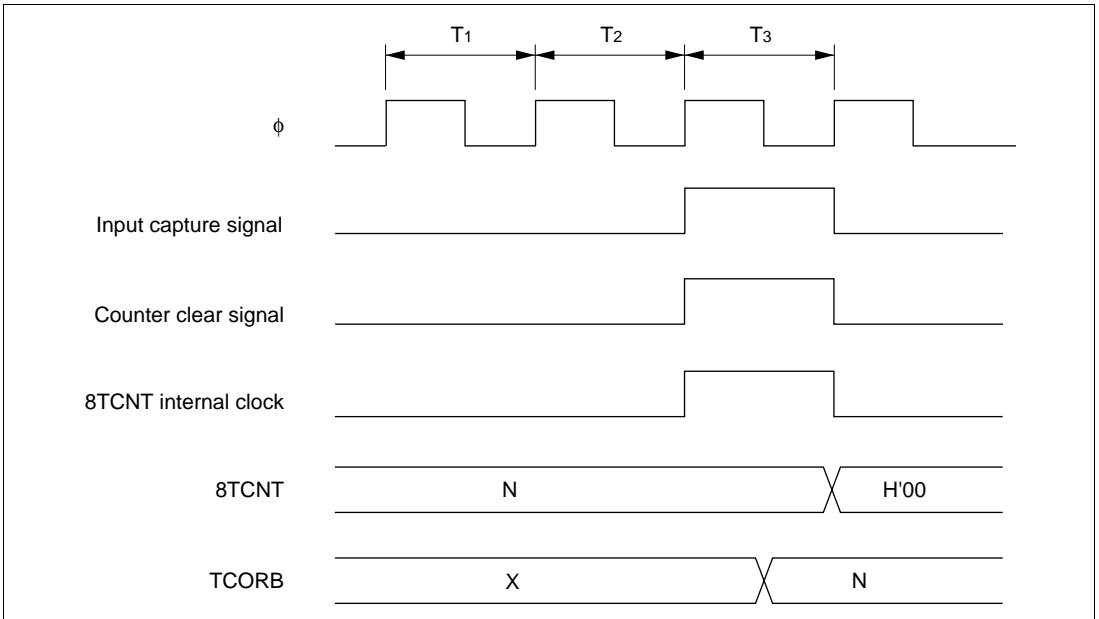 T1 T2 T3
φ
Input capture signal
Counter clear signal
8TCNT internal clock
8TCNT N H'00
TCORB X N